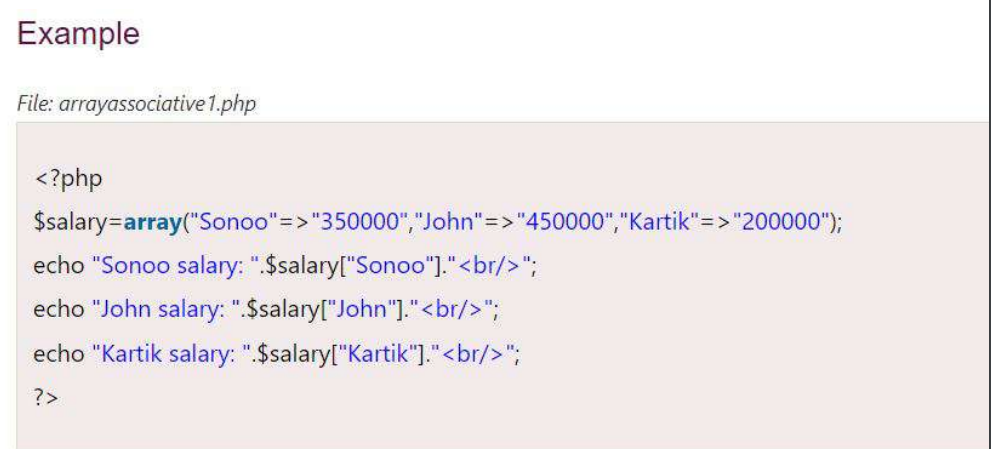 Example
File: arrayassociative1.php
<?php
$salary=array("Sonoo"=>"350000","John"=>"450000","Kartik"=>"200000");
echo "Sonoo salary: ".$salary["Sonoo"]."<br/>";
echo "John salary: ".$salary["John"]."<br/>";
echo "Kartik salary: ".$salary["Kartik"]."<br/>";
?>